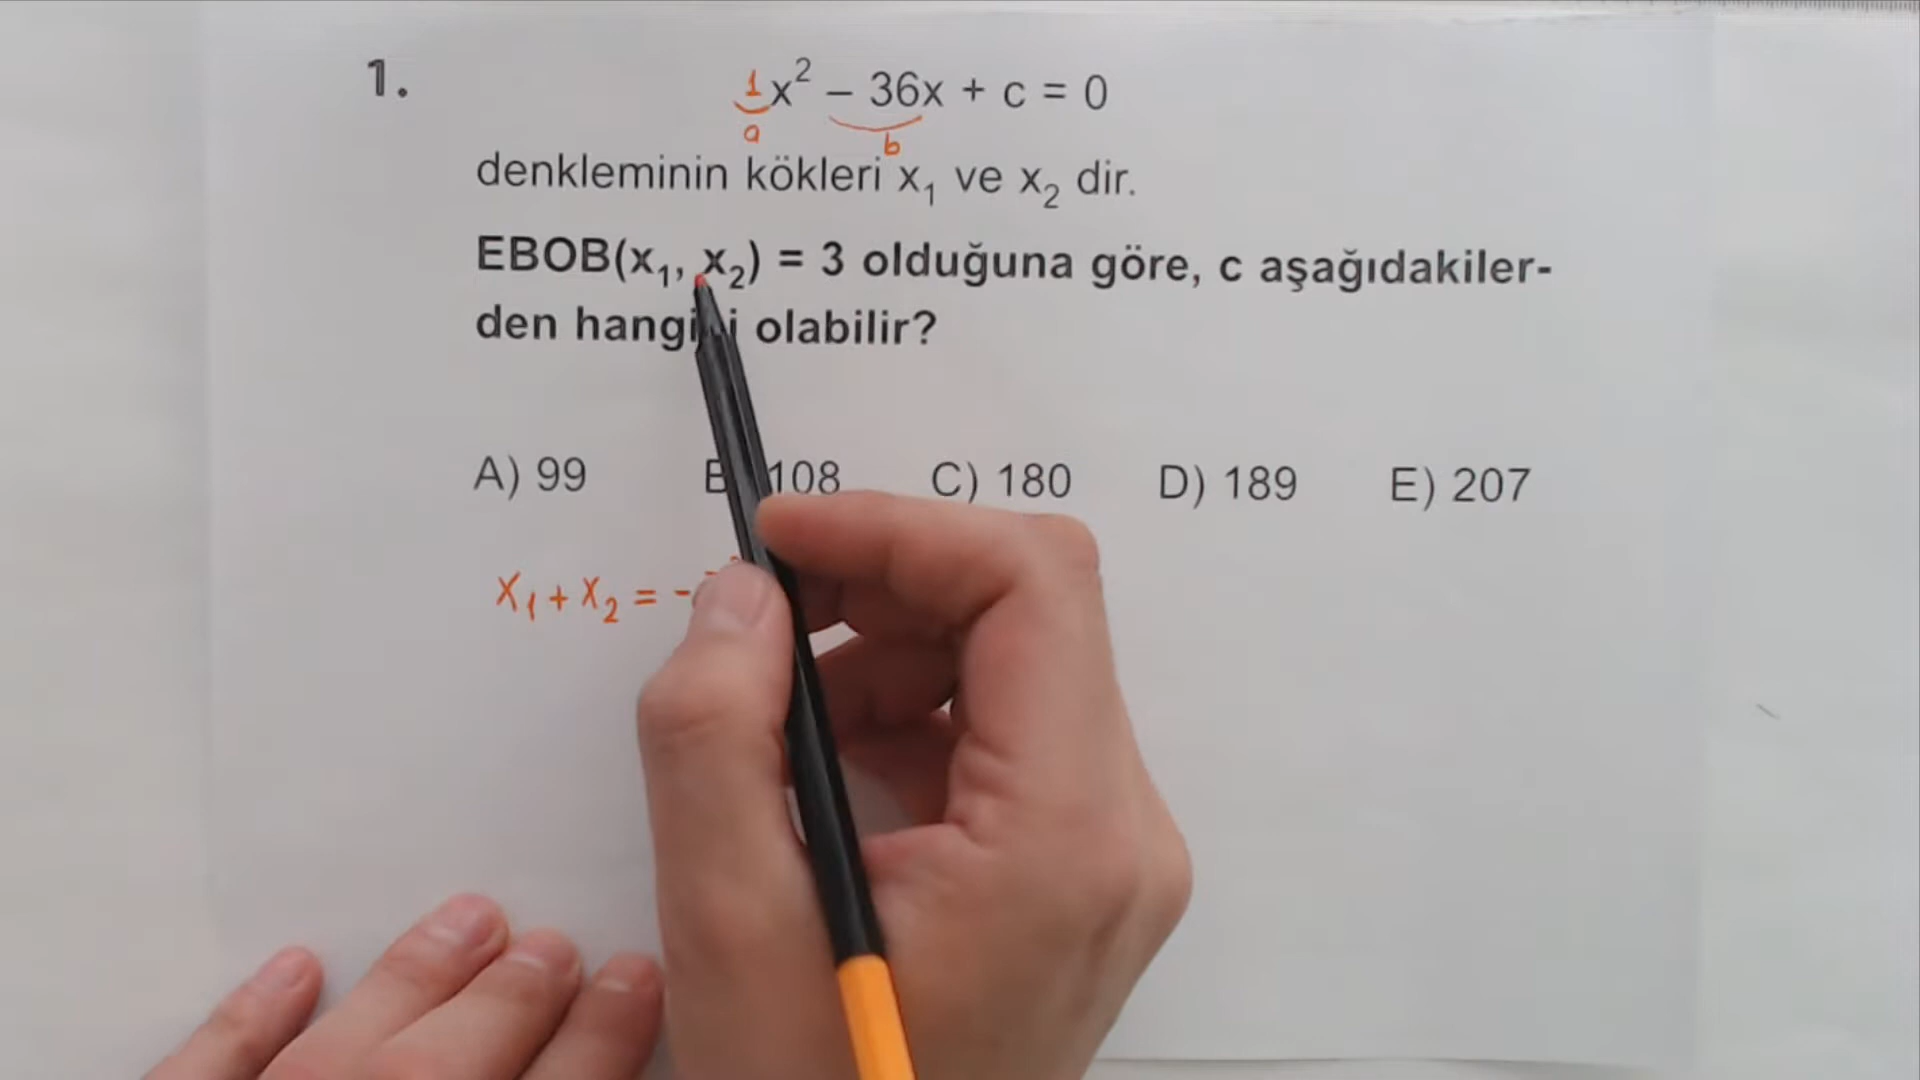 1. 1x² – 36x + c = 0
a b
denkleminin kökleri x₁ ve x₂ dir.
EBOB(x₁, x₂) = 3 olduğuna göre, c aşağıdakiler-
den olabilir?
A) 99 108 C) 180 D) 189 E) 207
x₁ + x₂ = -